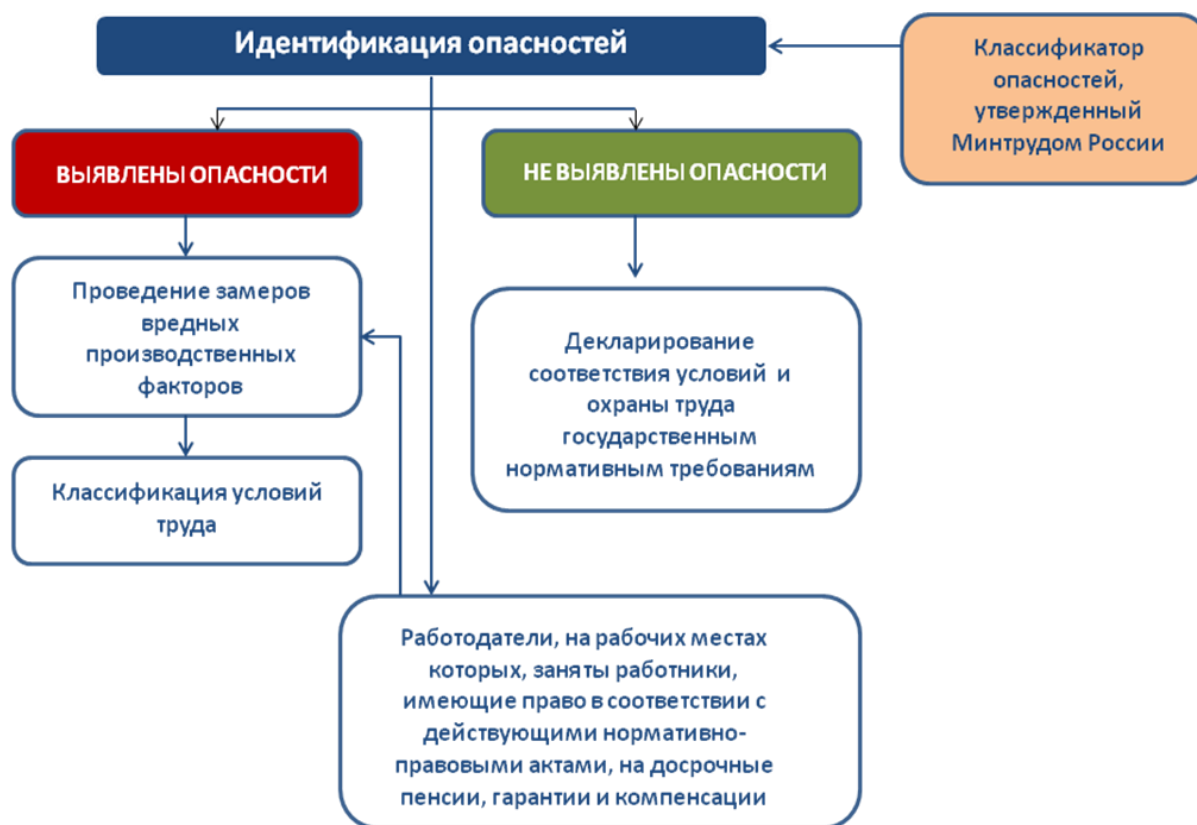 Идентификация опасностей
Классификатор
опасностей,
утвержденный
Минтрудом России
ВЫЯВЛЕНЫ ОПАСНОСТИ
НЕ ВЫЯВЛЕНЫ ОПАСНОСТИ
Проведение замеров
вредных
производственных
факторов
Декларирование
соответствия условий и
охраны труда
государственным
нормативным требованиям
Классификация условий
труда
Работодатели, на рабочих местах
которых, заняты работники,
имеющие право в соответствии с
действующими нормативно-
правовыми актами, на досрочные
пенсии, гарантии и компенсации